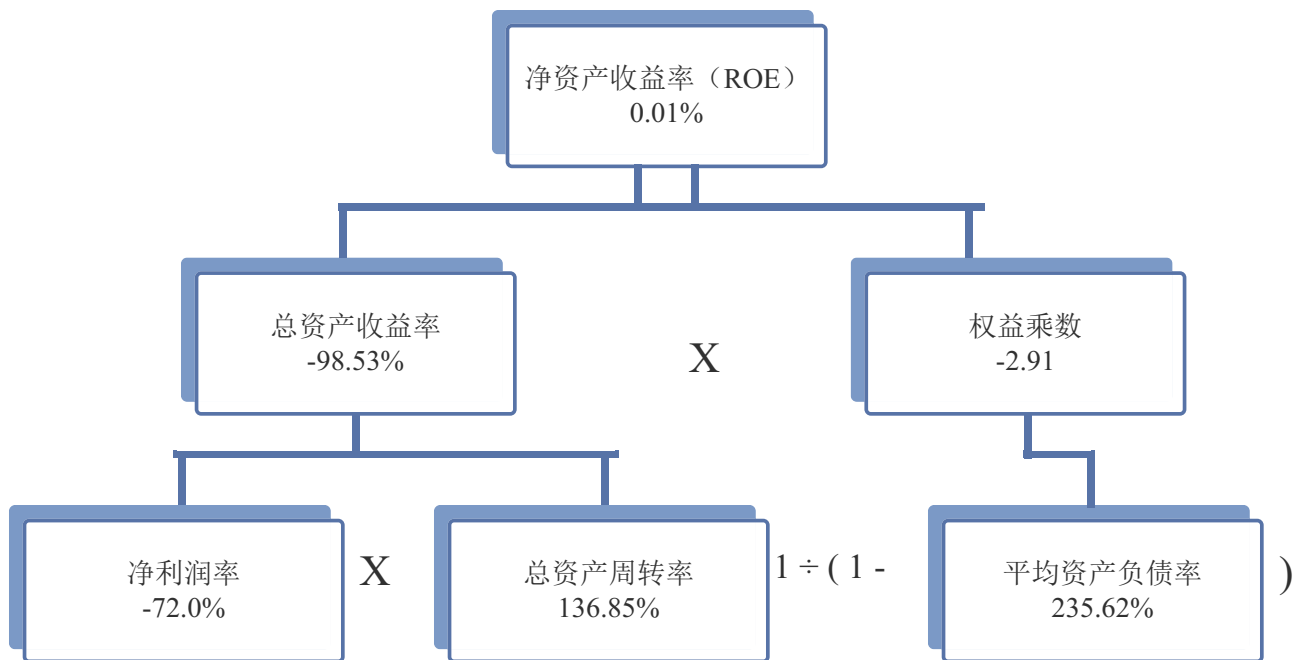 净资产收益率（ROE）
0.01%
总资产收益率
-98.53%
X
权益乘数
-2.91
净利润率
-72.0%
X
总资产周转率
136.85%
1 ÷ ( 1 -
平均资产负债率
235.62%
)